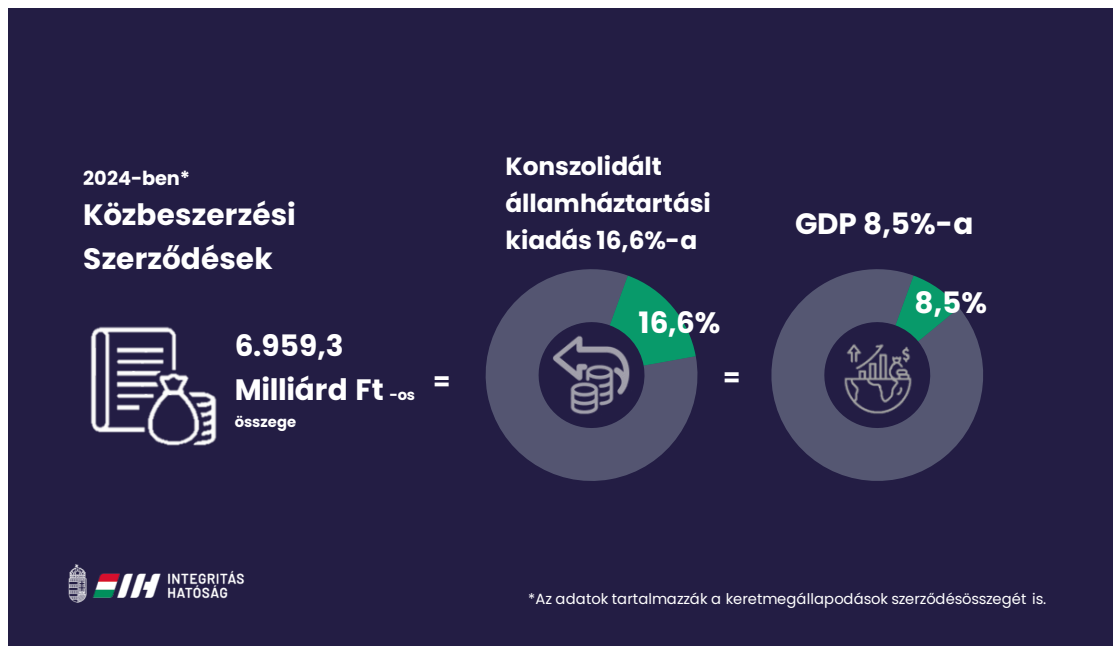 2024-ben*
Közbeszerzési
Szerződések
6.959,3
Milliárd Ft -os
összege
=
Konszolidált
államháztartási
kiadás 16,6%-a
16,6%
=
GDP 8,5%-a
8,5%
INTEGRITÁS
HATÓSÁG
*Az adatok tartalmazzák a keretmegállapodások szerződésösszegét is.